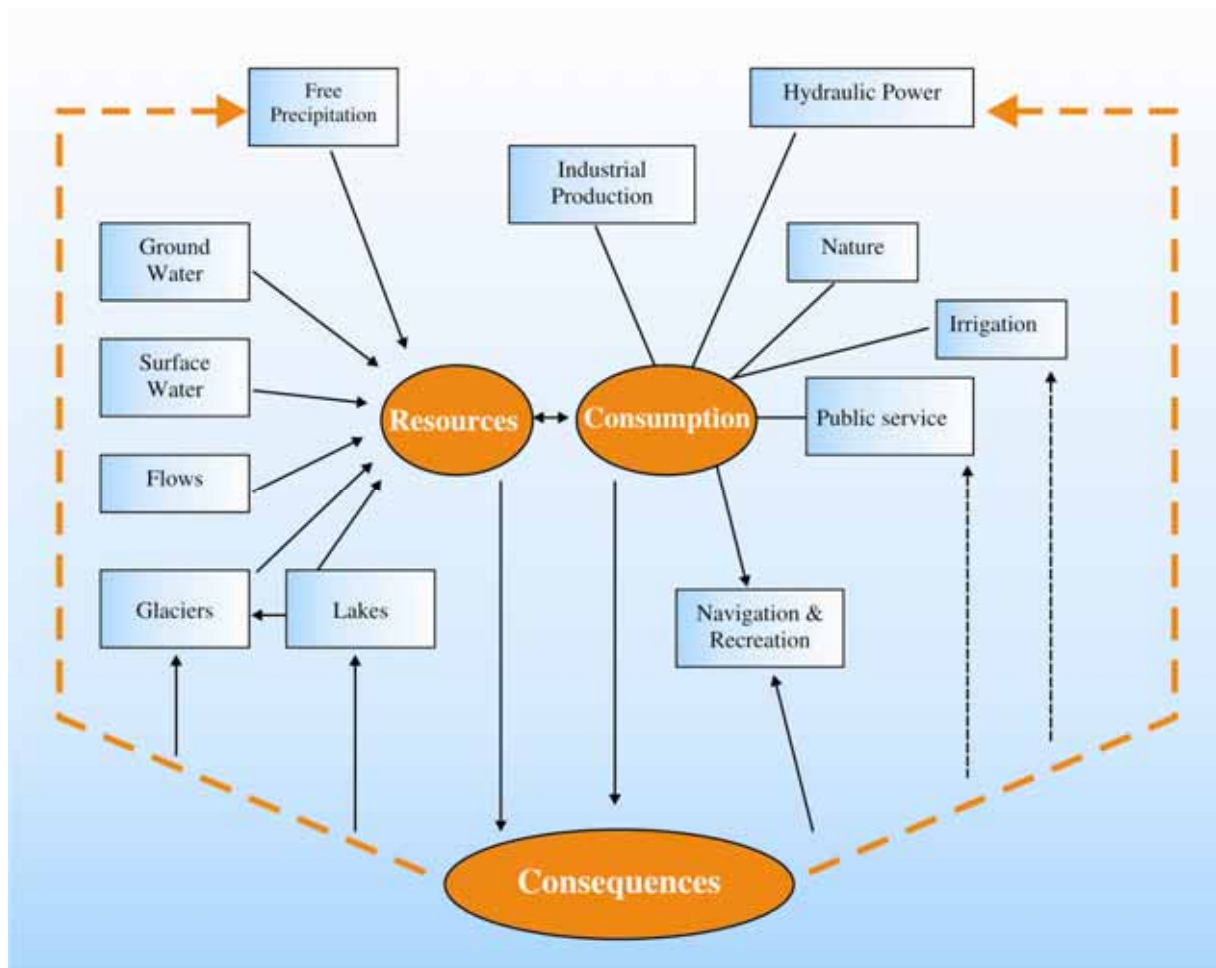 Free
Precipitation
Hydraulic Power
Industrial
Production
Ground
Water
Nature
Irrigation
Surface
Water
Resources
Consumption
Public service
Flows
Glaciers
Lakes
Navigation &
Recreation
Consequences